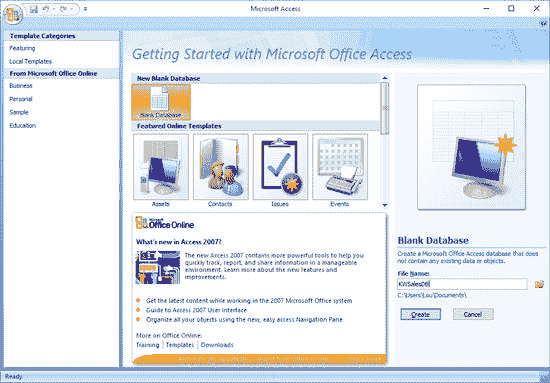 Microsoft Access
Template Categories
Featuring
Local Templates
From Microsoft Office Online
Business
Personal
Sample
Education
Getting Started with Microsoft Office Access
New Blank Database
Blank Database
Featured Online Templates
Assets
Contacts
Issues
Events
Microsoft
Office Online
What's new in Access 2007?
The new Access 2007 contains more powerful tools to help you
quickly track, report, and share information in a manageable
environment. Learn more about the new features and
improvements.
Get the latest content while working in the 2007 Microsoft Office system
Guide to Access 2007 User Interface
Organize all your objects using the new, easy access Navigation Pane
More on Office Online:
Training | Templates | Downloads
Blank Database
Create a Microsoft Office Access database that does
not contain any existing data or objects.
File Name:
KWSalesDB
C:\Users\Lou\Documents\
Create
Cancel
Ready